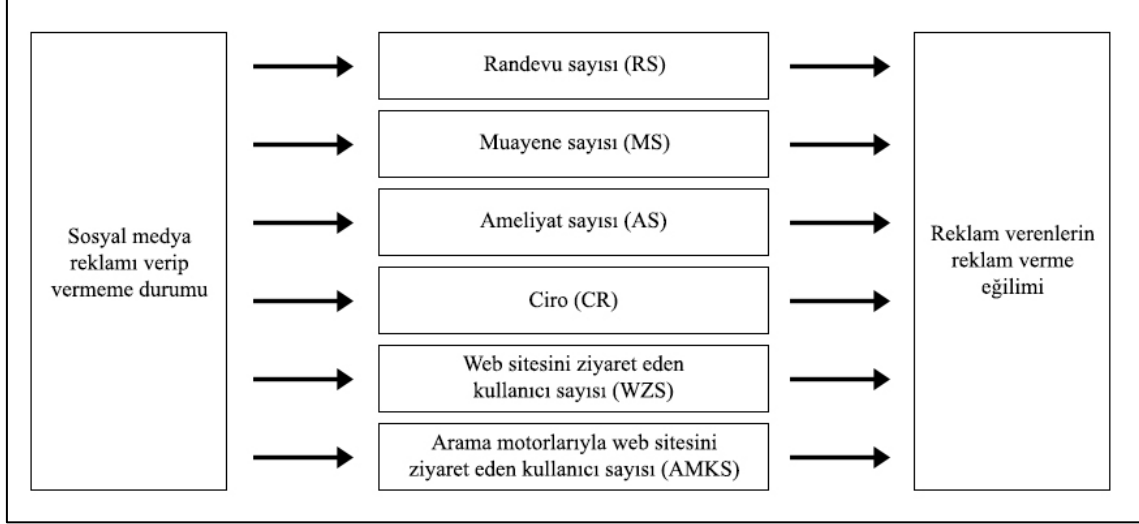 Sosyal medya
reklamı verip
vermeme durumu
Randevu sayısı (RS)
Muayene sayısı (MS)
Ameliyat sayısı (AS)
Ciro (CR)
Web sitesini ziyaret eden
kullanıcı sayısı (WZS)
Arama motorlarıyla web sitesini
ziyaret eden kullanıcı sayısı (AMKS)
Reklam verenlerin
reklam verme
eğilimi